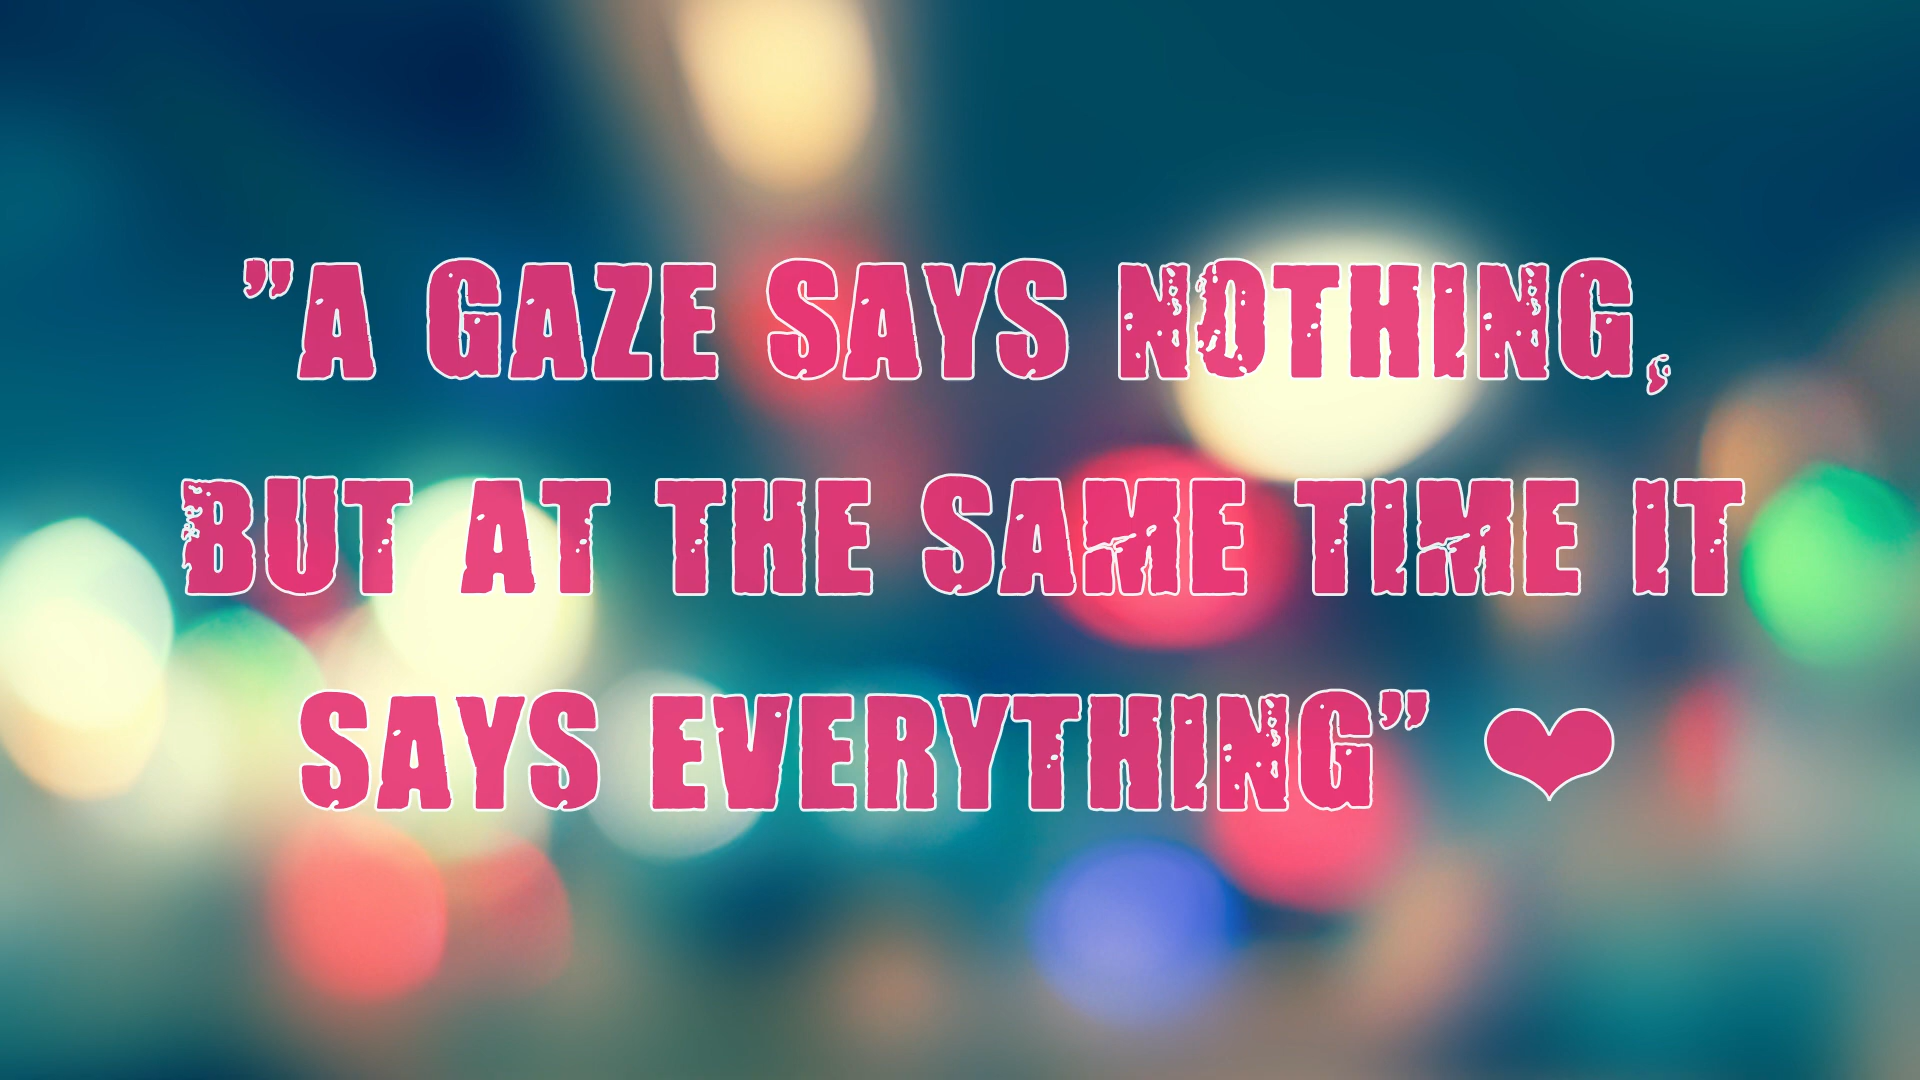 ”A GAZE SAYS NOTHING,
BUT AT THE SAME TIME IT
SAYS EVERYTHING” ❤